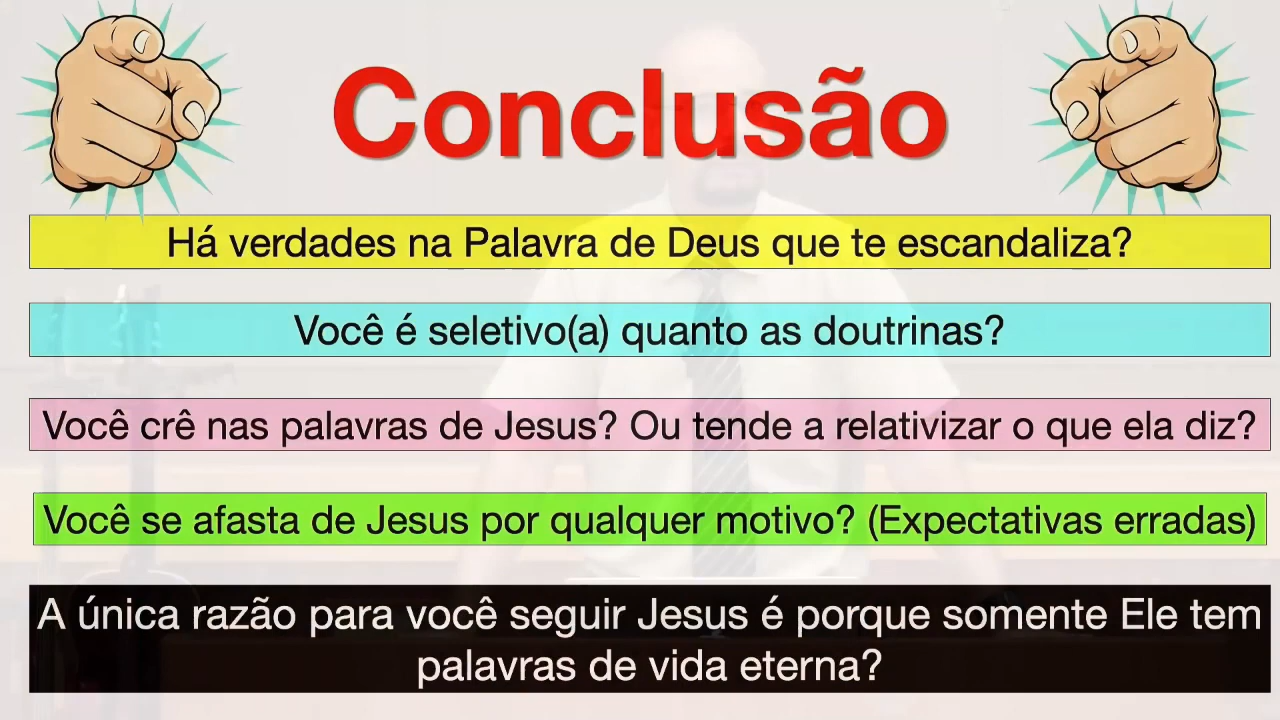 Conclusão
Há verdades na Palavra de Deus que te escandaliza?
Você é seletivo(a) quanto as doutrinas?
Você crê nas palavras de Jesus? Ou tende a relativizar o que ela diz?
Você se afasta de Jesus por qualquer motivo? (Expectativas erradas)
A única razão para você seguir Jesus é porque somente Ele tem
palavras de vida eterna?